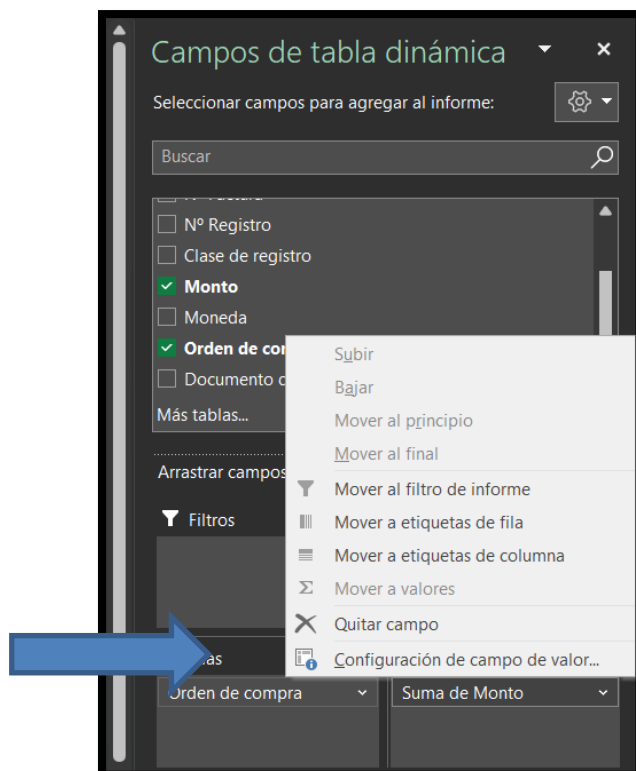 Campos de tabla dinámica
Seleccionar campos para agregar al informe:
Buscar
Nº Registro
Clase de registro
Monto
Moneda
Orden de
Documento
Más tablas...
Subir
Bajar
Mover al principio
Mover al final
Mover al filtro de informe
Mover a etiquetas de fila
Mover a etiquetas de columna
Mover a valores
Quitar campo
Configuración de campo de valor...
Arrastrar campos
Filtros
Orden de compra
Suma de Monto